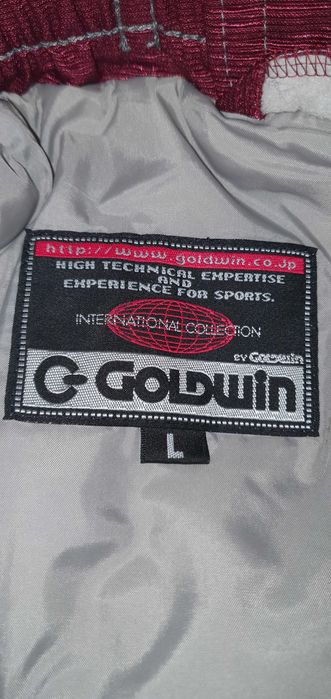 http://www.goldwin.co.jp
HIGH TECHNICAL EXPERTISE
AND
EXPERIENCE FOR SPORTS.
INTERNATIONAL COLLECTION
BY GOLDWIN
GOLDWIN
L